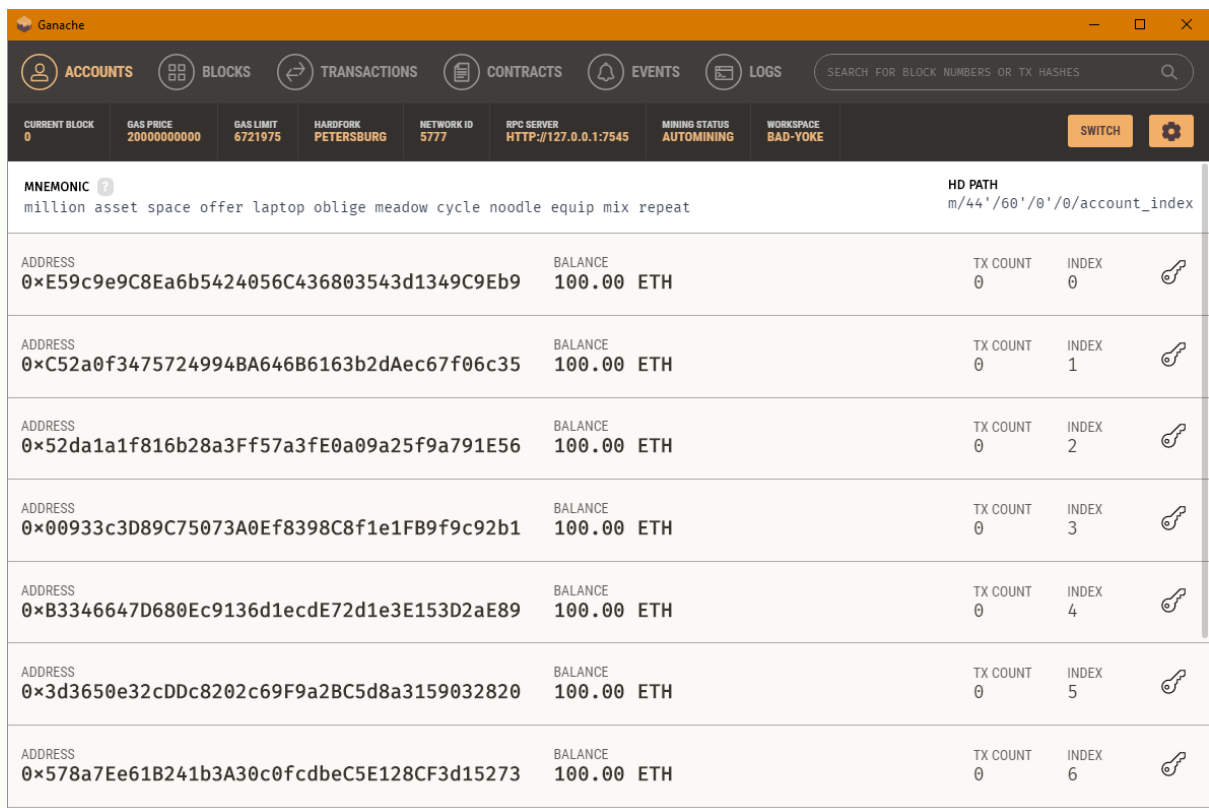 Ganache
ACCOUNTS BLOCKS TRANSACTIONS CONTRACTS EVENTS LOGS SEARCH FOR BLOCK NUMBERS OR TX HASHES
CURRENT BLOCK GAS PRICE GAS LIMIT HARDFORK NETWORK ID RPC SERVER MINING STATUS WORKSPACE
0 20000000000 6721975 PETERSBURG 5777 HTTP://127.0.0.1:7545 AUTOMINING BAD-YOKE
SWITCH
MNEMONIC ? HD PATH
million asset space offer laptop oblige meadow cycle noodle equip mix repeat m/44'/60'/0'/0/account_index
ADDRESS BALANCE TX COUNT INDEX
0×E59c9e9C8Ea6b5424056C436803543d1349C9Eb9 100.00 ETH 0 0
ADDRESS BALANCE TX COUNT INDEX
0×C52a0f3475724994BA646B6163b2dAec67f06c35 100.00 ETH 0 1
ADDRESS BALANCE TX COUNT INDEX
0×52da1a1f816b28a3Ff57a3fE0a09a25f9a791E56 100.00 ETH 0 2
ADDRESS BALANCE TX COUNT INDEX
0×00933c3D89C75073A0Ef8398C8f1e1FB9f9c92b1 100.00 ETH 0 3
ADDRESS BALANCE TX COUNT INDEX
0×B3346647D680Ec9136d1ecdE72d1e3E153D2aE89 100.00 ETH 0 4
ADDRESS BALANCE TX COUNT INDEX
0×3d3650e32cDDc8202c69F9a2BC5d8a3159032820 100.00 ETH 0 5
ADDRESS BALANCE TX COUNT INDEX
0×578a7Ee61B241b3A30c0fcdbeC5E128CF3d15273 100.00 ETH 0 6